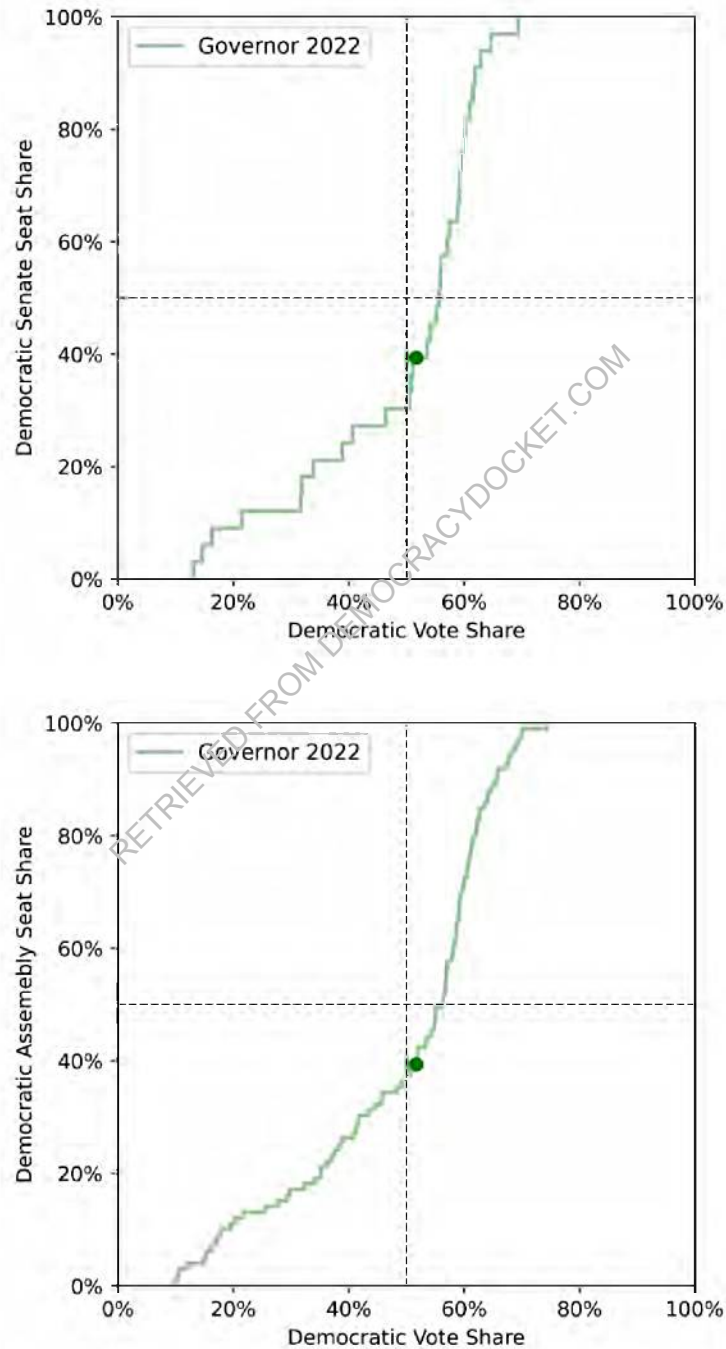 100%
Governor 2022
80%
60%
40%
20%
0%
Democratic Senate Seat Share
0% 20% 40% 60% 80% 100%
Democratic Vote Share
RETRIEVED FROM DEMOCRACYDOCKET.COM
100%
Governor 2022
80%
60%
40%
20%
0%
Democratic Assemebly Seat Share
0% 20% 40% 60% 80% 100%
Democratic Vote Share